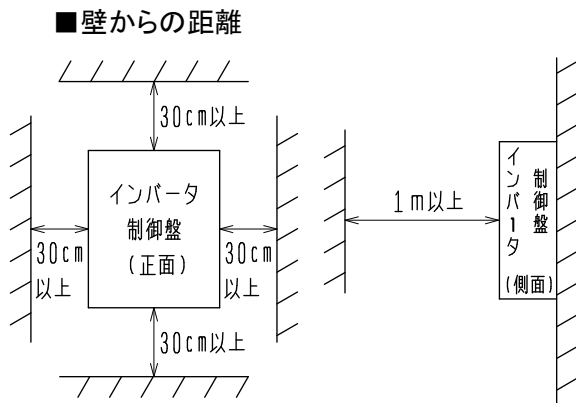 ■壁からの距離
30cm以上
インバータ
制御盤
(正面)
30cm
以上
30cm
以上
30cm以上
1m以上
インバータ
制御盤
(側面)